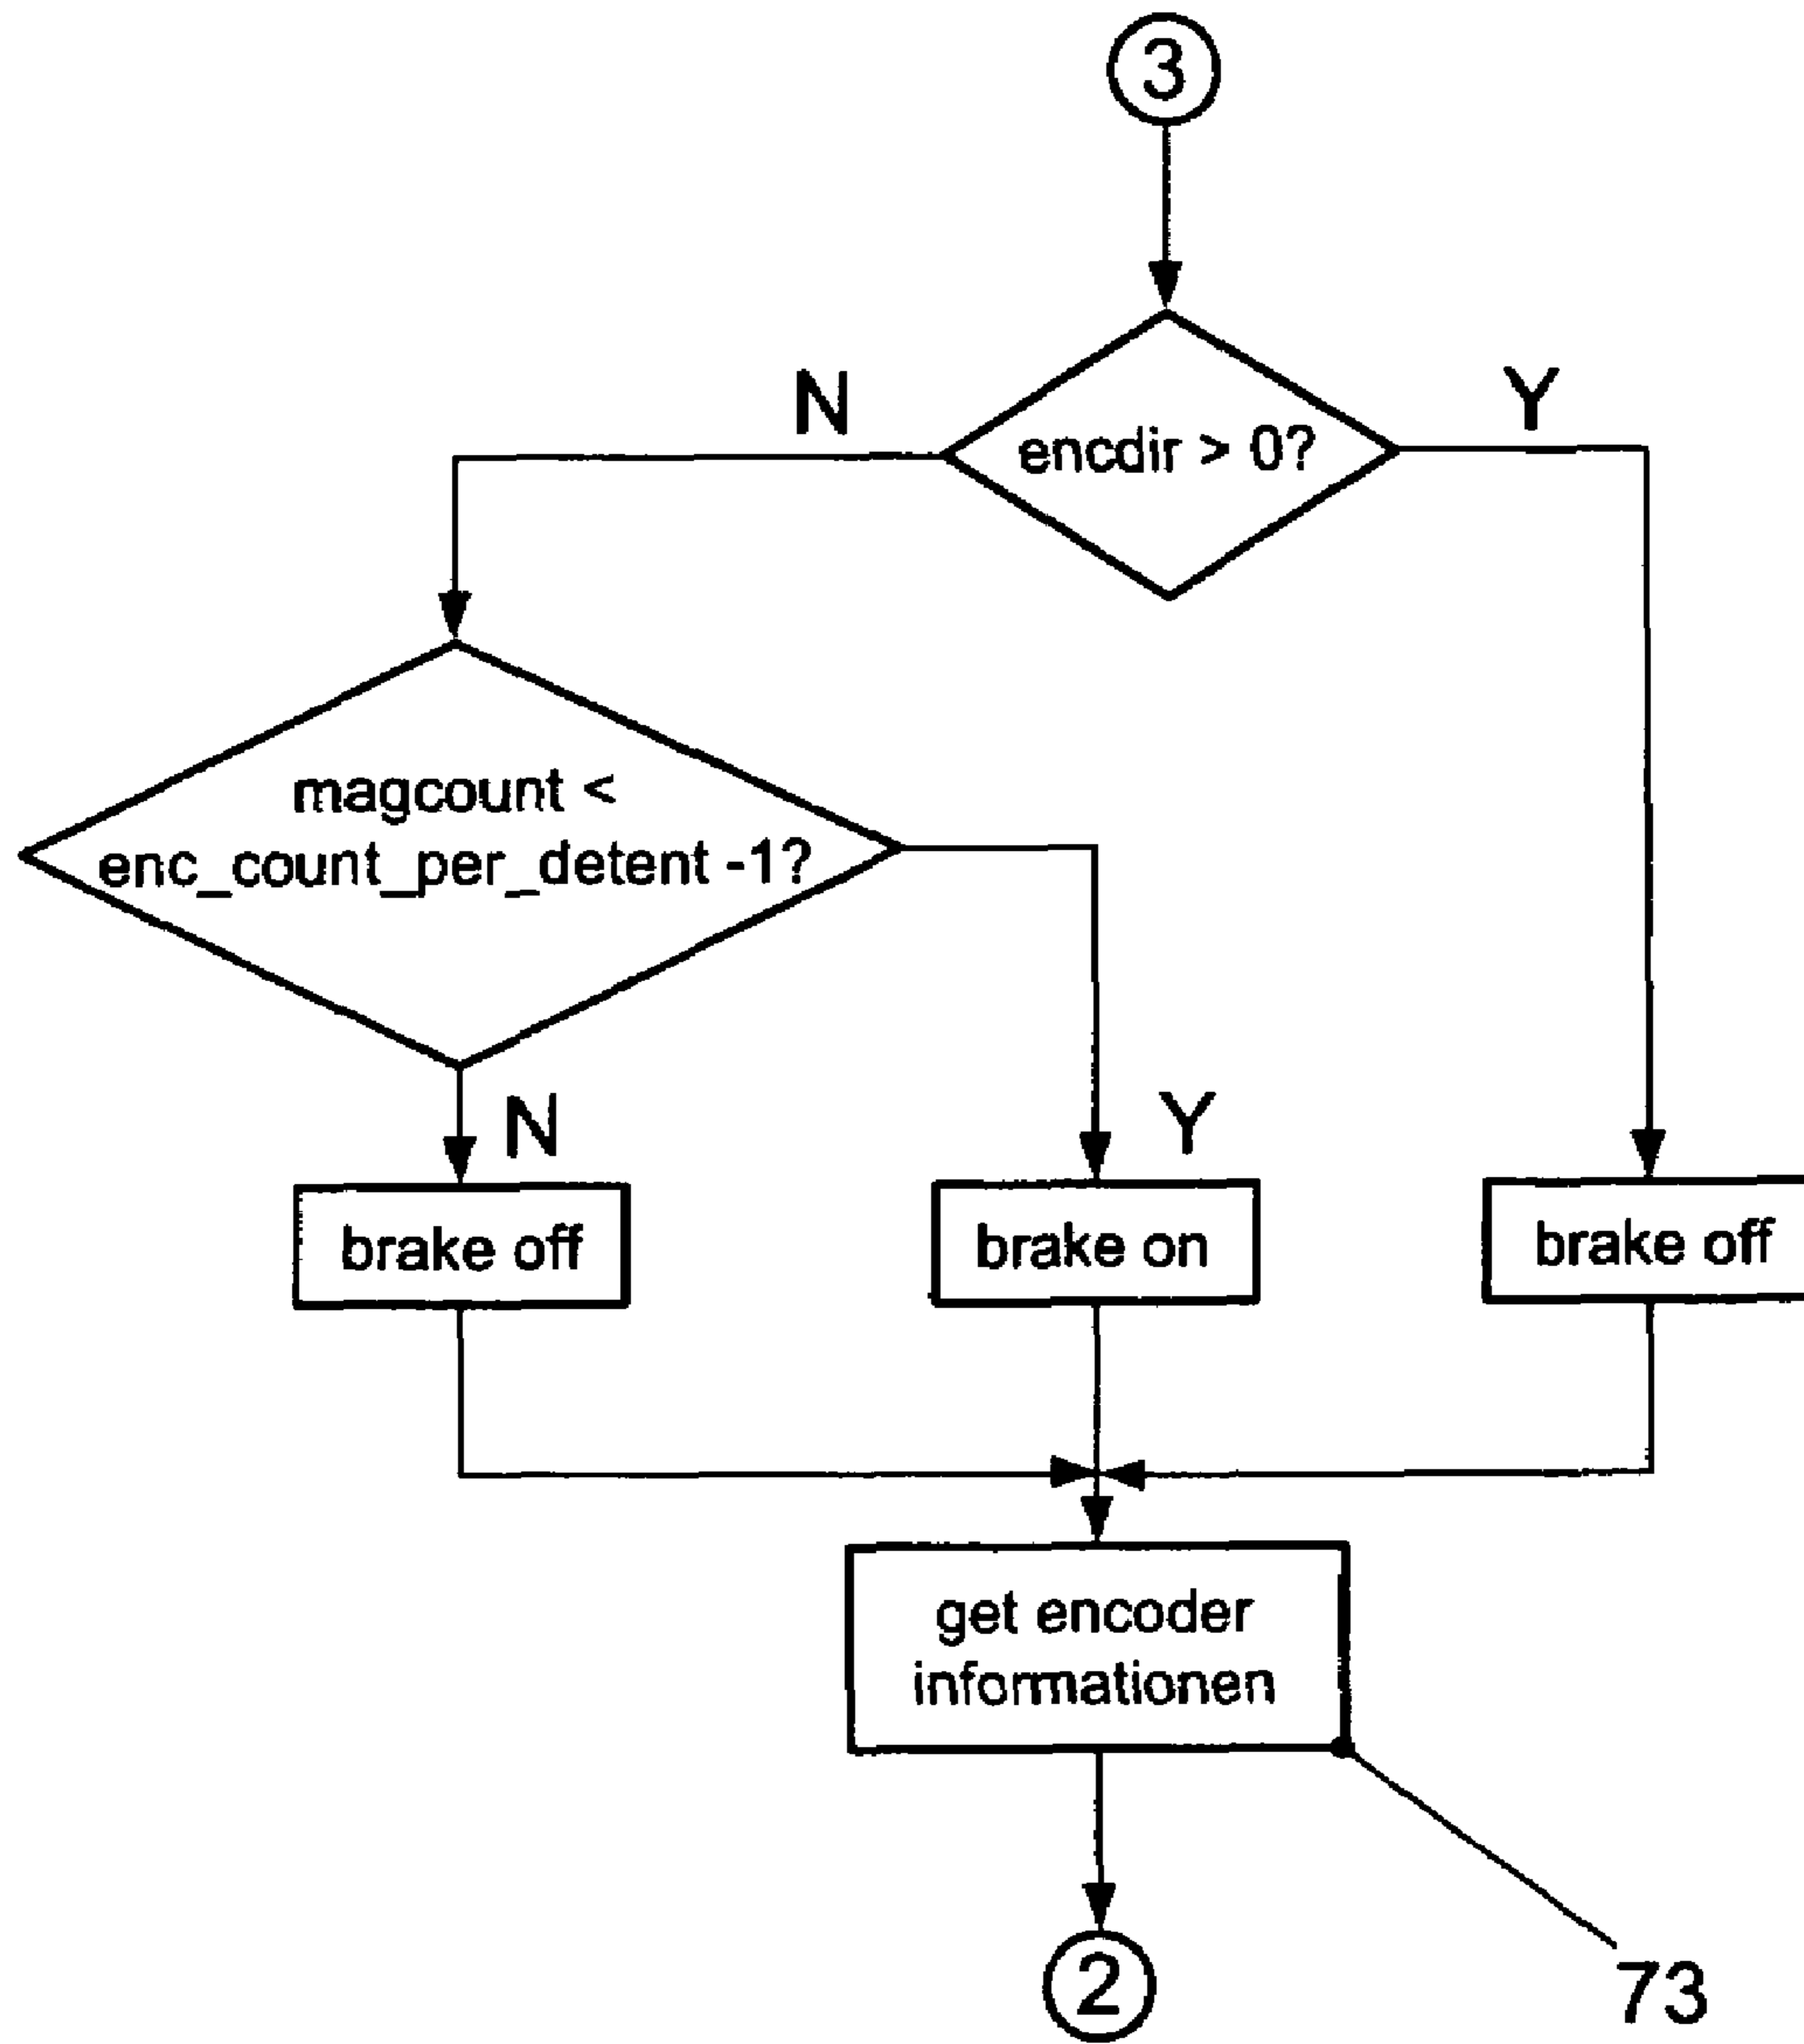 3
N
Y
encdir > 0?
magcount <
enc_count_per_detent -1?
N
Y
brake off
brake on
brake off
get encoder
informationen
2
73